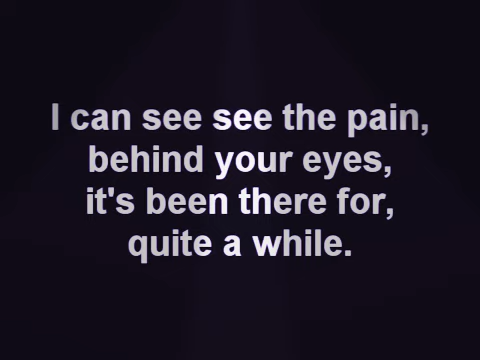 I can see see the pain,
behind your eyes,
it's been there for,
quite a while.